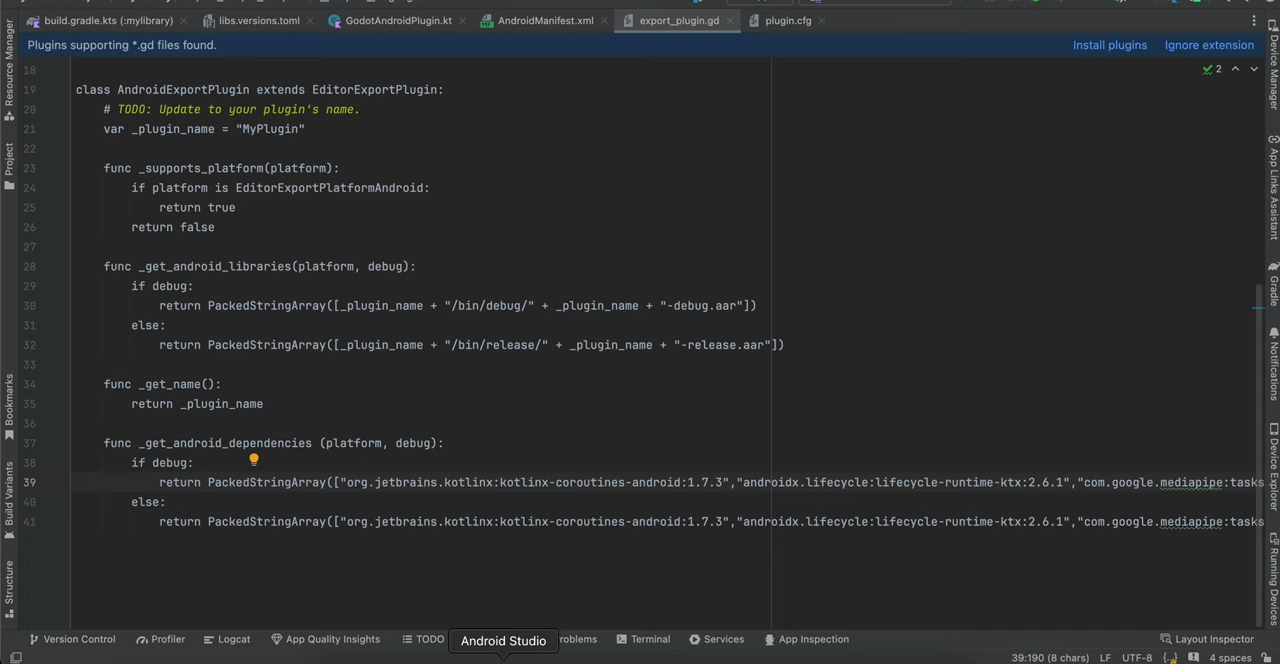 build.gradle.kts (:mylibrary) libs.versions.toml GodotAndroidPlugin.kt AndroidManifest.xml export_plugin.gd plugin.cfg
Plugins supporting *.gd files found. Install plugins Ignore extension
2
18
19 class AndroidExportPlugin extends EditorExportPlugin:
20 # TODO: Update to your plugin's name.
21 var _plugin_name = "MyPlugin"
22
23 func _supports_platform(platform):
24 if platform is EditorExportPlatformAndroid:
25 return true
26 return false
27
28 func _get_android_libraries(platform, debug):
29 if debug:
30 return PackedStringArray([_plugin_name + "/bin/debug/" + _plugin_name + "-debug.aar"])
31 else:
32 return PackedStringArray([_plugin_name + "/bin/release/" + _plugin_name + "-release.aar"])
33
34 func _get_name():
35 return _plugin_name
36
37 func _get_android_dependencies (platform, debug):
38 if debug:
39 return PackedStringArray(["org.jetbrains.kotlinx:kotlinx-coroutines-android:1.7.3","androidx.lifecycle:lifecycle-runtime-ktx:2.6.1","com.google.mediapipe:tasks
40 else:
41 return PackedStringArray(["org.jetbrains.kotlinx:kotlinx-coroutines-android:1.7.3","androidx.lifecycle:lifecycle-runtime-ktx:2.6.1","com.google.mediapipe:tasks
Resource Manager
Project
Bookmarks
Build Variants
Structure
Device Manager
App Links Assistant
Gradle
Notifications
Device Explorer
Running Devices
Version Control Profiler Logcat App Quality Insights TODO Android Studio roblems Terminal Services App Inspection Layout Inspector
39:190 (8 chars) LF UTF-8 4 spaces